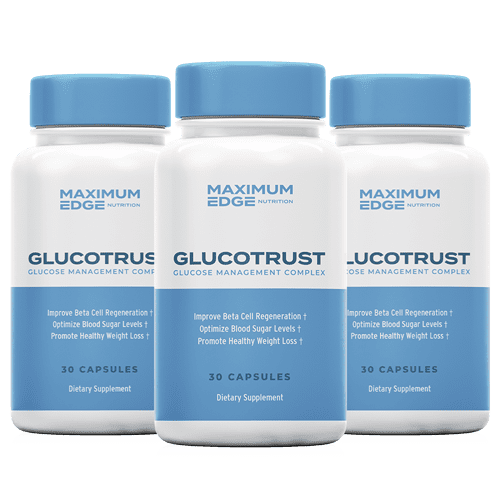 MAXIMUM
EDGE NUTRITION
GLUCOTRUST
GLUCOSE MANAGEMENT COMPLEX
Improve Beta Cell Regeneration †
Optimize Blood Sugar Levels †
Promote Healthy Weight Loss †
30 CAPSULES
Dietary Supplement
MAXIMUM
EDGE NUTRITION
GLUCOTRUST
GLUCOSE MANAGEMENT COMPLEX
Improve Beta Cell Regeneration †
Optimize Blood Sugar Levels †
Promote Healthy Weight Loss †
30 CAPSULES
Dietary Supplement
MAXIMUM
EDGE NUTRITION
LUCOTRUST
MANAGEMENT COMPLEX
Improve Beta Cell Regeneration †
Optimize Blood Sugar Levels †
Promote Healthy Weight Loss †
30 CAPSULES
Dietary Supplement